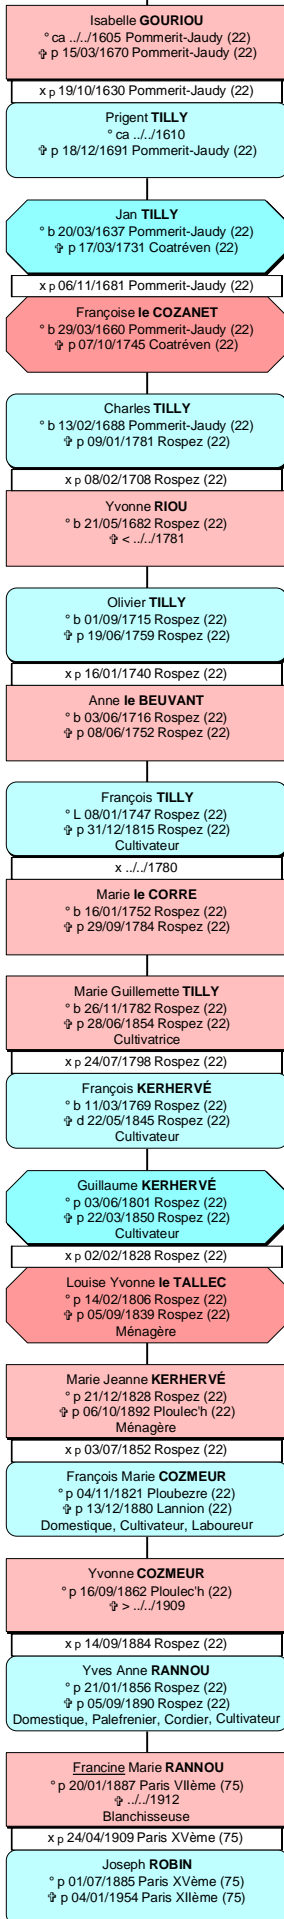 Isabelle GOURIOU
° ca ../../1605 Pommerit-Jaudy (22)
✞ p 15/03/1670 Pommerit-Jaudy (22)
x p 19/10/1630 Pommerit-Jaudy (22)
Prigent TILLY
° ca ../../1610
✞ p 18/12/1691 Pommerit-Jaudy (22)
Jan TILLY
° b 20/03/1637 Pommerit-Jaudy (22)
✞ p 17/03/1731 Coatréven (22)
x p 06/11/1681 Pommerit-Jaudy (22)
Françoise le COZANET
° b 29/03/1660 Pommerit-Jaudy (22)
✞ p 07/10/1745 Coatréven (22)
Charles TILLY
° b 13/02/1688 Pommerit-Jaudy (22)
✞ p 09/01/1781 Rospez (22)
x p 08/02/1708 Rospez (22)
Yvonne RIOU
° b 21/05/1682 Rospez (22)
✞ < ../../1781
Olivier TILLY
° b 01/09/1715 Rospez (22)
✞ p 19/06/1759 Rospez (22)
x p 16/01/1740 Rospez (22)
Anne le BEUVANT
° b 03/06/1716 Rospez (22)
✞ p 08/06/1752 Rospez (22)
François TILLY
° L 08/01/1747 Rospez (22)
✞ p 31/12/1815 Rospez (22)
Cultivateur
x ../../1780
Marie le CORRE
° b 16/01/1752 Rospez (22)
✞ p 29/09/1784 Rospez (22)
Marie Guillemette TILLY
° b 26/11/1782 Rospez (22)
✞ p 28/06/1854 Rospez (22)
Cultivatrice
x p 24/07/1798 Rospez (22)
François KERHERVÉ
° b 11/03/1769 Rospez (22)
✞ d 22/05/1845 Rospez (22)
Cultivateur
Guillaume KERHERVÉ
° p 03/06/1801 Rospez (22)
✞ p 22/03/1850 Rospez (22)
Cultivateur
x p 02/02/1828 Rospez (22)
Louise Yvonne le TALLEC
° p 14/02/1806 Rospez (22)
✞ p 05/09/1839 Rospez (22)
Ménagère
Marie Jeanne KERHERVÉ
° p 21/12/1828 Rospez (22)
✞ p 06/10/1892 Ploulec'h (22)
Ménagère
x p 03/07/1852 Rospez (22)
François Marie COZMEUR
° p 04/11/1821 Ploubezre (22)
✞ p 13/12/1880 Lannion (22)
Domestique, Cultivateur, Laboureur
Yvonne COZMEUR
° p 16/09/1862 Ploulec'h (22)
✞ > ../../1909
x p 14/09/1884 Rospez (22)
Yves Anne RANNOU
° p 21/01/1856 Rospez (22)
✞ p 05/09/1890 Rospez (22)
Domestique, Palefrenier, Cordier, Cultivateur
Francine Marie RANNOU
° p 20/01/1887 Paris VIIème (75)
✞ ../../1912
Blanchisseuse
x p 24/04/1909 Paris XVème (75)
Joseph ROBIN
° p 01/07/1885 Paris XVème (75)
✞ p 04/01/1954 Paris XIIème (75)